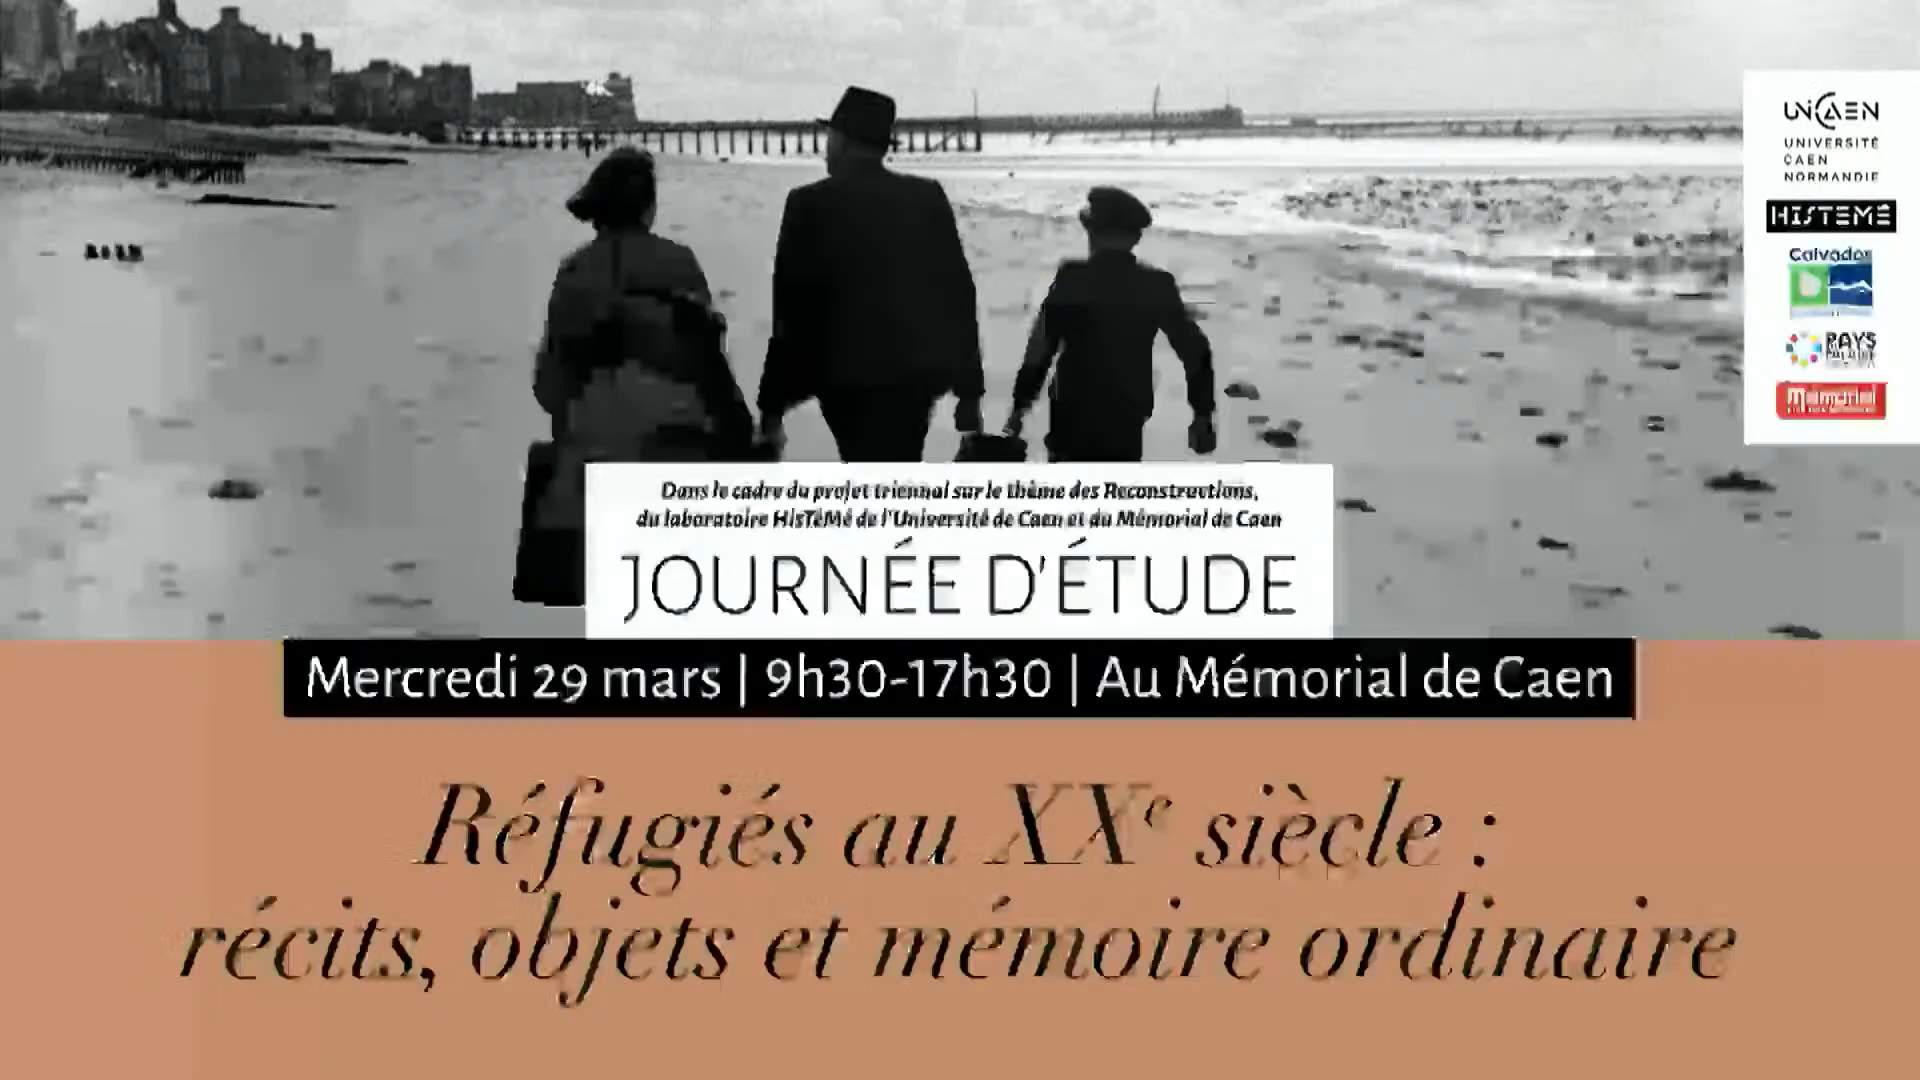 UNICAEN
UNIVERSITÉ
CAEN
NORMANDIE
HISTEMÉ
Calvados
PAYS
Mémorial
Dans le cadre du projet triennal sur le thème des Reconstructions,
du laboratoire HisTéMé de l'Université de Caen et du Mémorial de Caen
JOURNÉE D'ÉTUDE
Mercredi 29 mars | 9h30-17h30 | Au Mémorial de Caen
Réfugiés au XXe siècle :
récits, objets et mémoire ordinaire